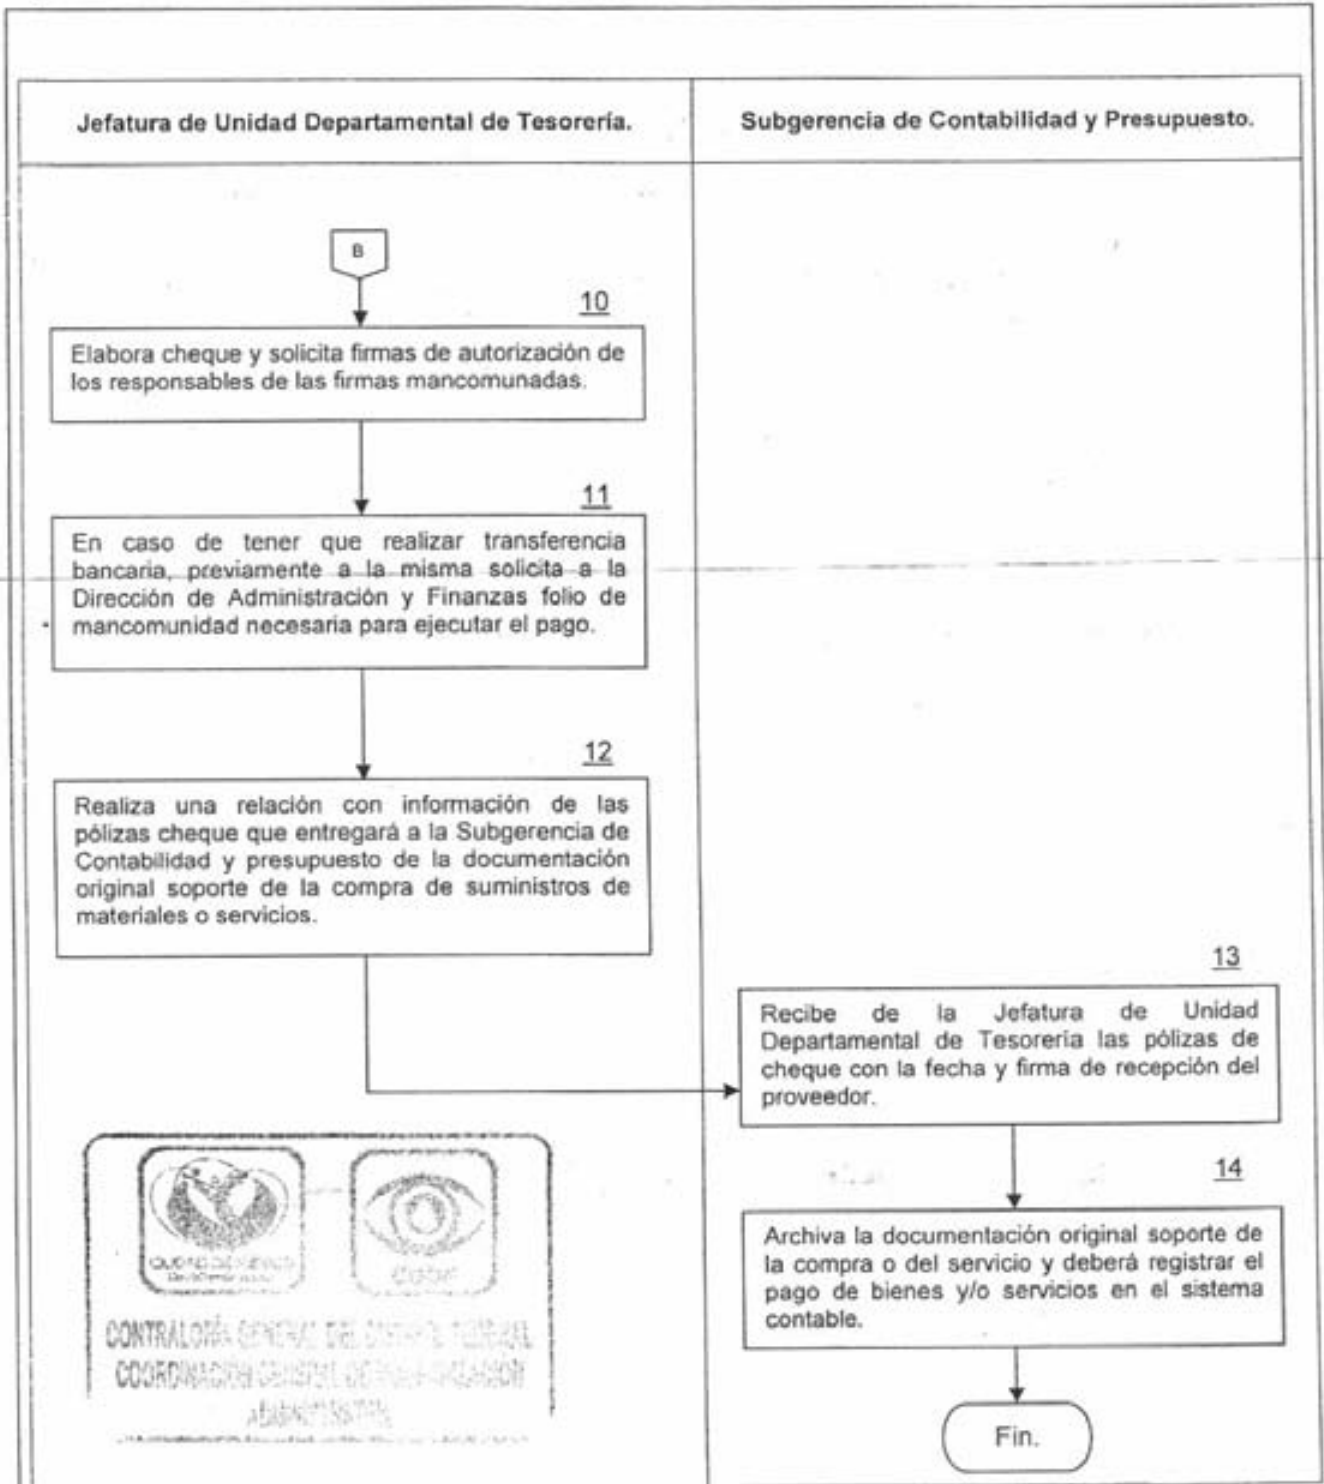 Jefatura de Unidad Departamental de Tesorería.
Subgerencia de Contabilidad y Presupuesto.
B
10
Elabora cheque y solicita firmas de autorización de
los responsables de las firmas mancomunadas.
11
En caso de tener que realizar transferencia
bancaria, previamente a la misma solicita a la
Dirección de Administración y Finanzas folio de
mancomunidad necesaria para ejecutar el pago.
12
Realiza una relación con información de las
pólizas cheque que entregará a la Subgerencia de
Contabilidad y presupuesto de la documentación
original soporte de la compra de suministros de
materiales o servicios.
13
Recibe de la Jefatura de Unidad
Departamental de Tesorería las pólizas de
cheque con la fecha y firma de recepción del
proveedor.
14
Archiva la documentación original soporte de
la compra o del servicio y deberá registrar el
pago de bienes y/o servicios en el sistema
contable.
Fin.
CONTRALORÍA GENERAL DEL DISTRITO FEDERAL
COORDINACIÓN GENERAL DE